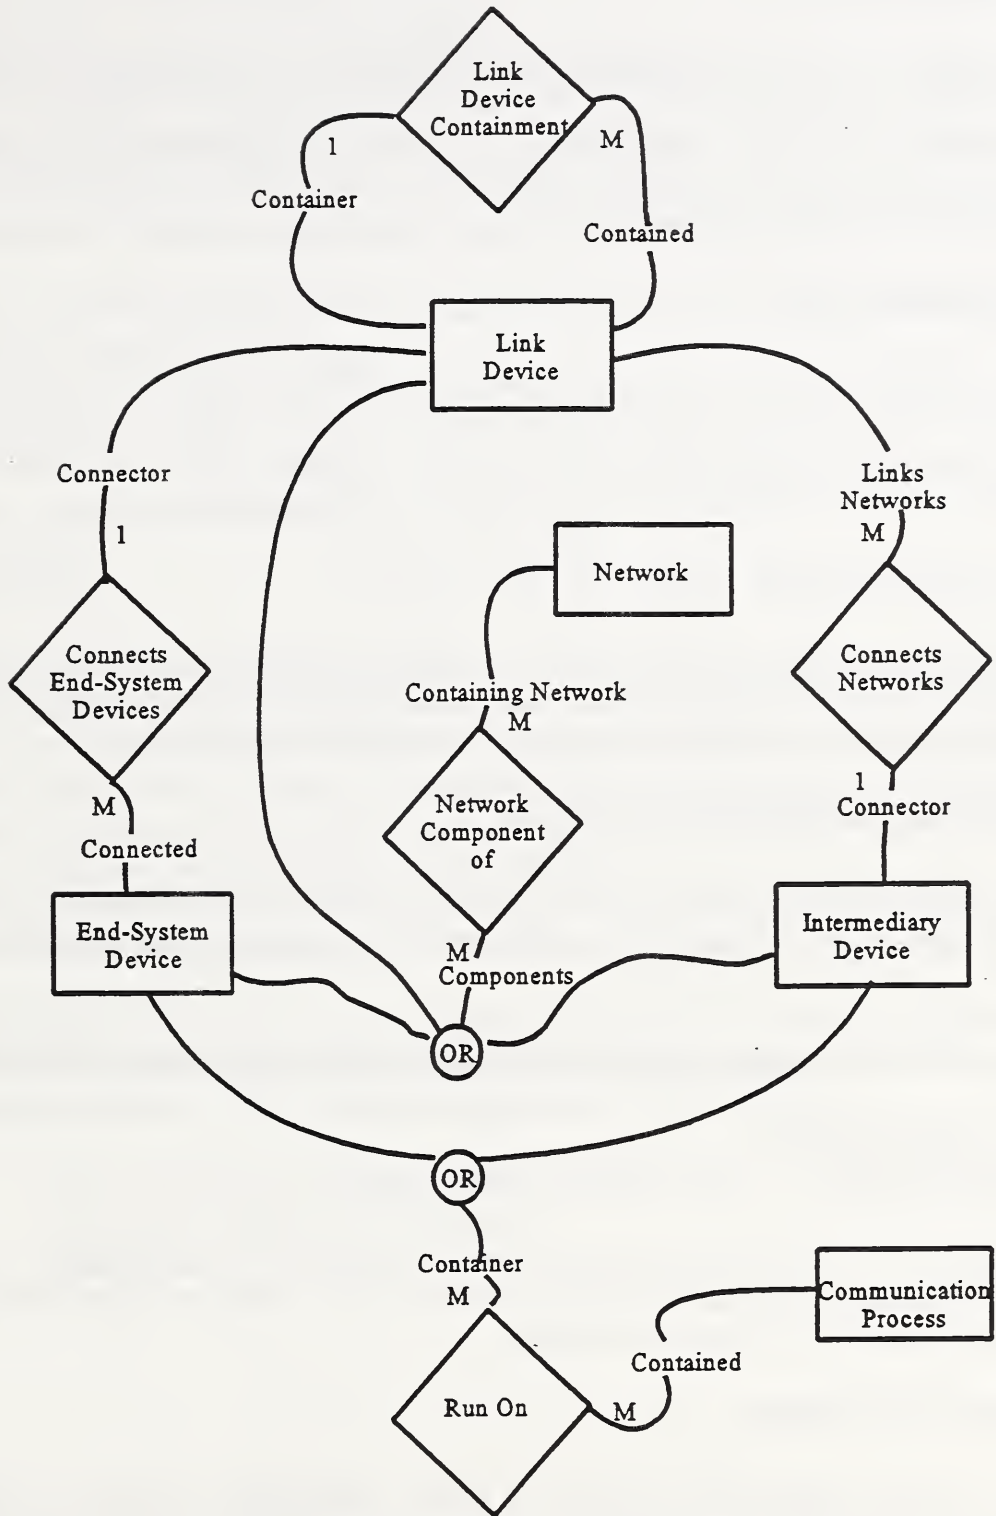 Link
Device
Containment
1
M
Container
Contained
Link
Device
Connector
Links
Networks
1
M
Network
Connects
End-System
Devices
Connects
Networks
Containing Network
M
M
1
Network
Component
of
Connector
Connected
End-System
Device
Intermediary
Device
M
Components
OR
OR
Container
M
Communication
Process
Contained
Run On
M